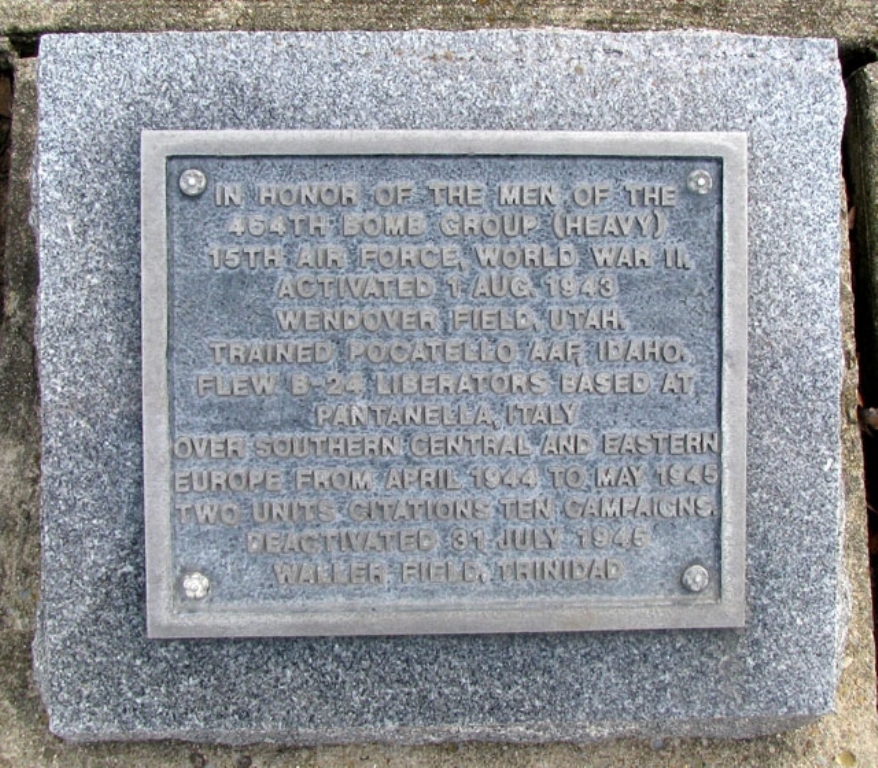 IN HONOR OF THE MEN OF THE
464TH BOMB GROUP (HEAVY)
15TH AIR FORCE, WORLD WAR II,
ACTIVATED 1 AUG. 1943
WENDOVER FIELD, UTAH.
TRAINED POCATELLO AAF, IDAHO.
FLEW B-24 LIBERATORS BASED AT
PANTANELLA, ITALY
OVER SOUTHERN CENTRAL AND EASTERN
EUROPE FROM APRIL 1944 TO MAY 1945
TWO UNITS CITATIONS TEN CAMPAIGNS.
DEACTIVATED 31 JULY 1945
WALLER FIELD, TRINIDAD